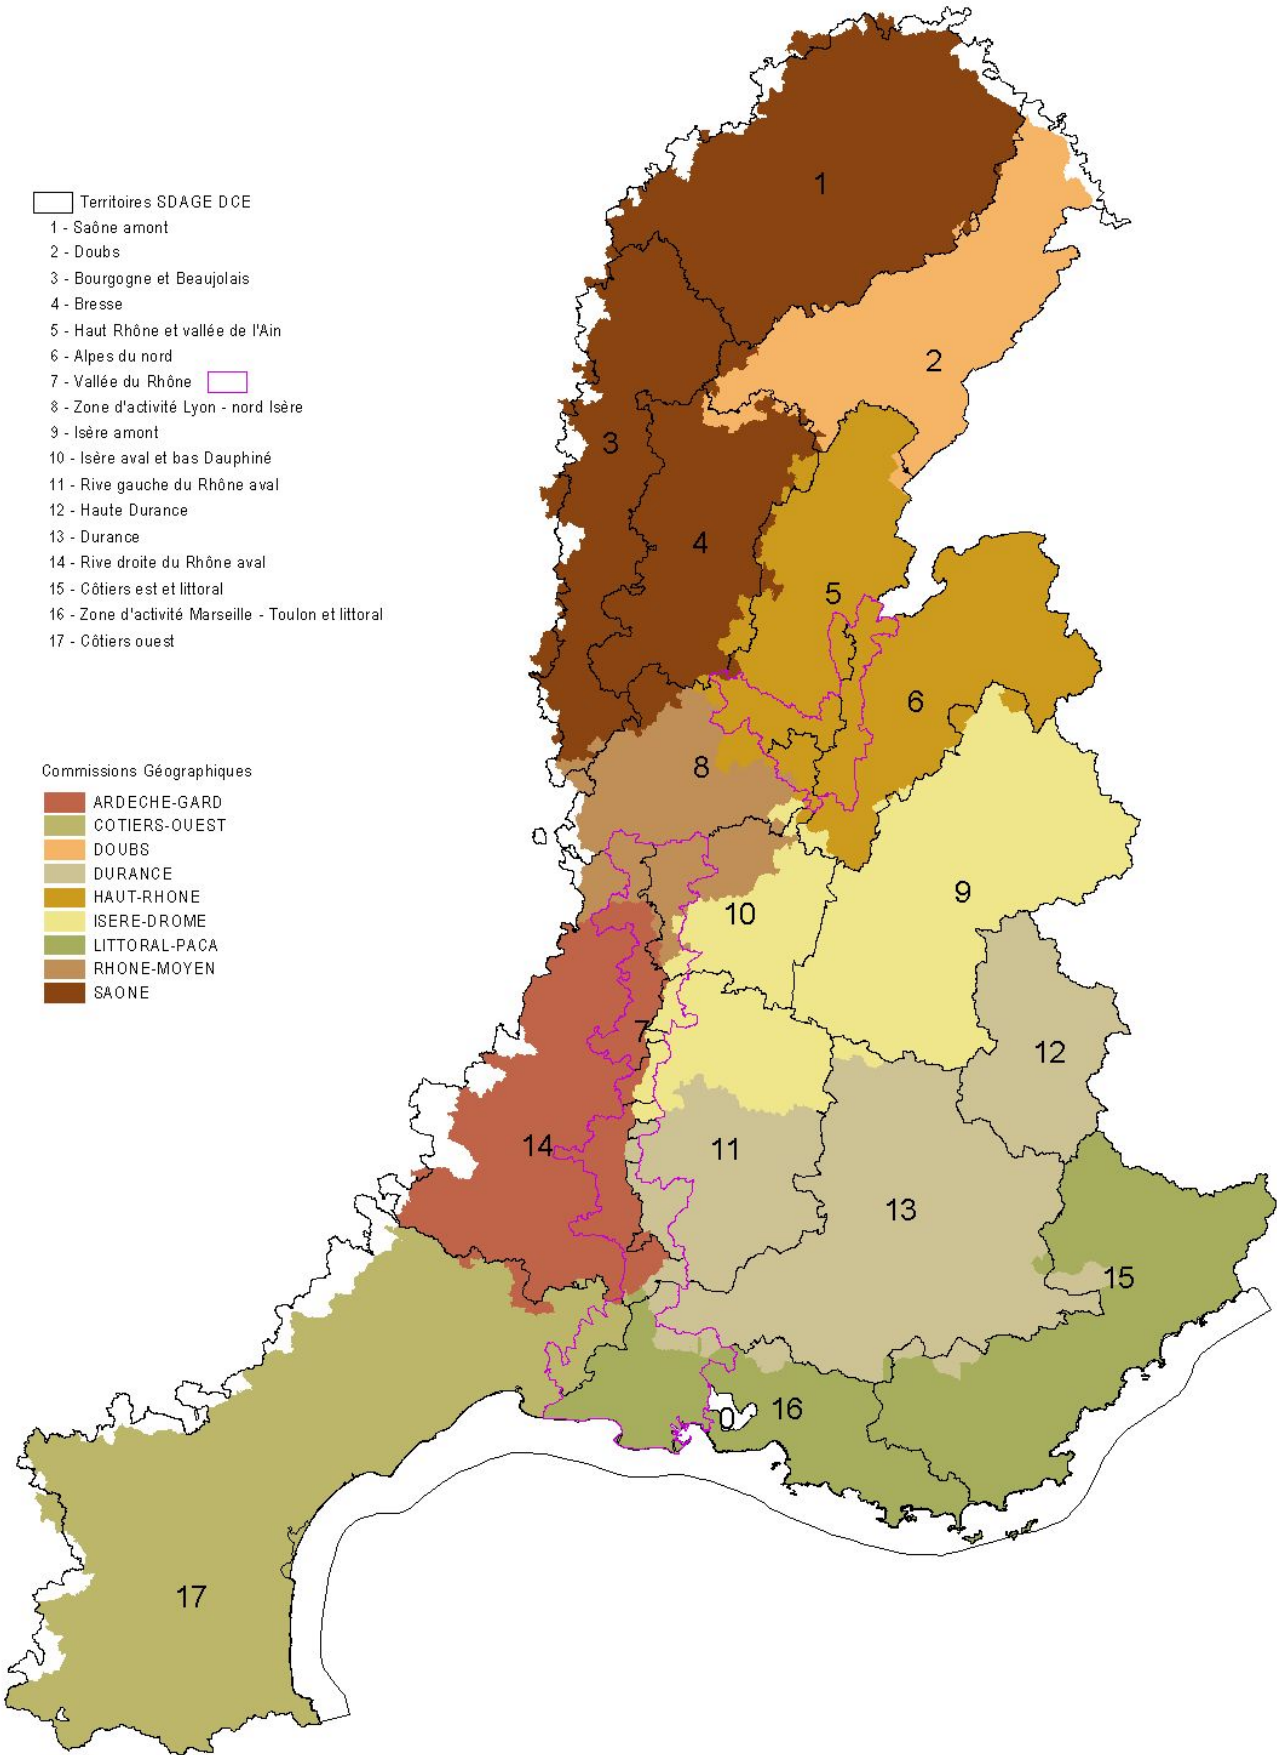 Territoires SDAGE DCE
1 - Saône amont
2 - Doubs
3 - Bourgogne et Beaujolais
4 - Bresse
5 - Haut Rhône et vallée de l'Ain
6 - Alpes du nord
7 - Vallée du Rhône
8 - Zone d'activité Lyon - nord Isère
9 - Isère amont
10 - Isère aval et bas Dauphiné
11 - Rive gauche du Rhône aval
12 - Haute Durance
13 - Durance
14 - Rive droite du Rhône aval
15 - Côtiers est et littoral
16 - Zone d'activité Marseille - Toulon et littoral
17 - Côtiers ouest
Commissions Géographiques
ARDECHE-GARD
COTIERS-OUEST
DOUBS
DURANCE
HAUT-RHONE
ISERE-DROME
LITTORAL-PACA
RHONE-MOYEN
SAONE
1
2
3
4
5
6
8
9
10
7
12
14
11
13
15
16
0
17